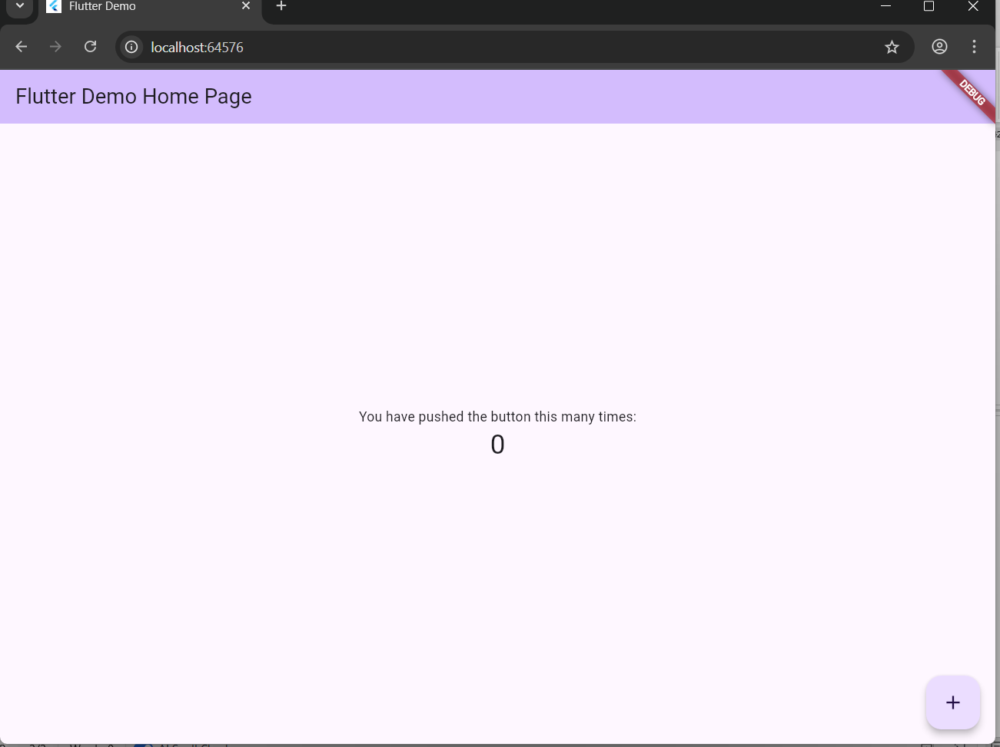 Flutter Demo
localhost:64576
Flutter Demo Home Page
DEBUG
You have pushed the button this many times:
0